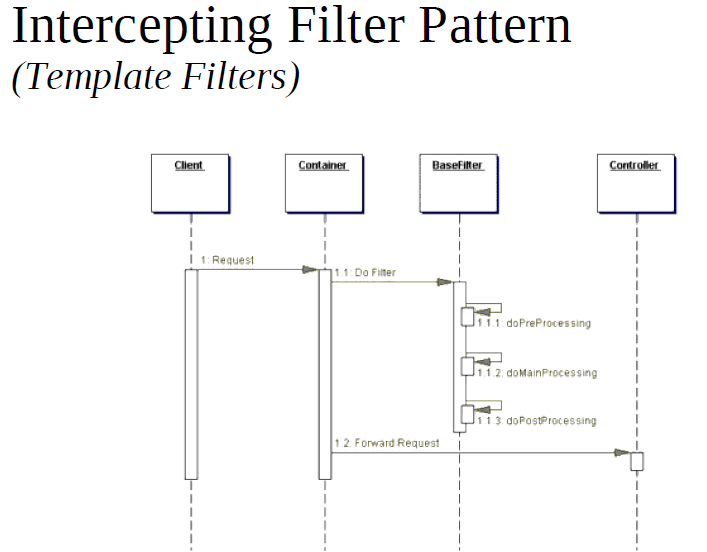 Intercepting Filter Pattern
(Template Filters)
Client
Container
BaseFilter
Controller
1: Request
1.1: Do Filter
1.1.1: doPreProcessing
1.1.2: doMainProcessing
1.1.3: doPostProcessing
1.2: Forward Request